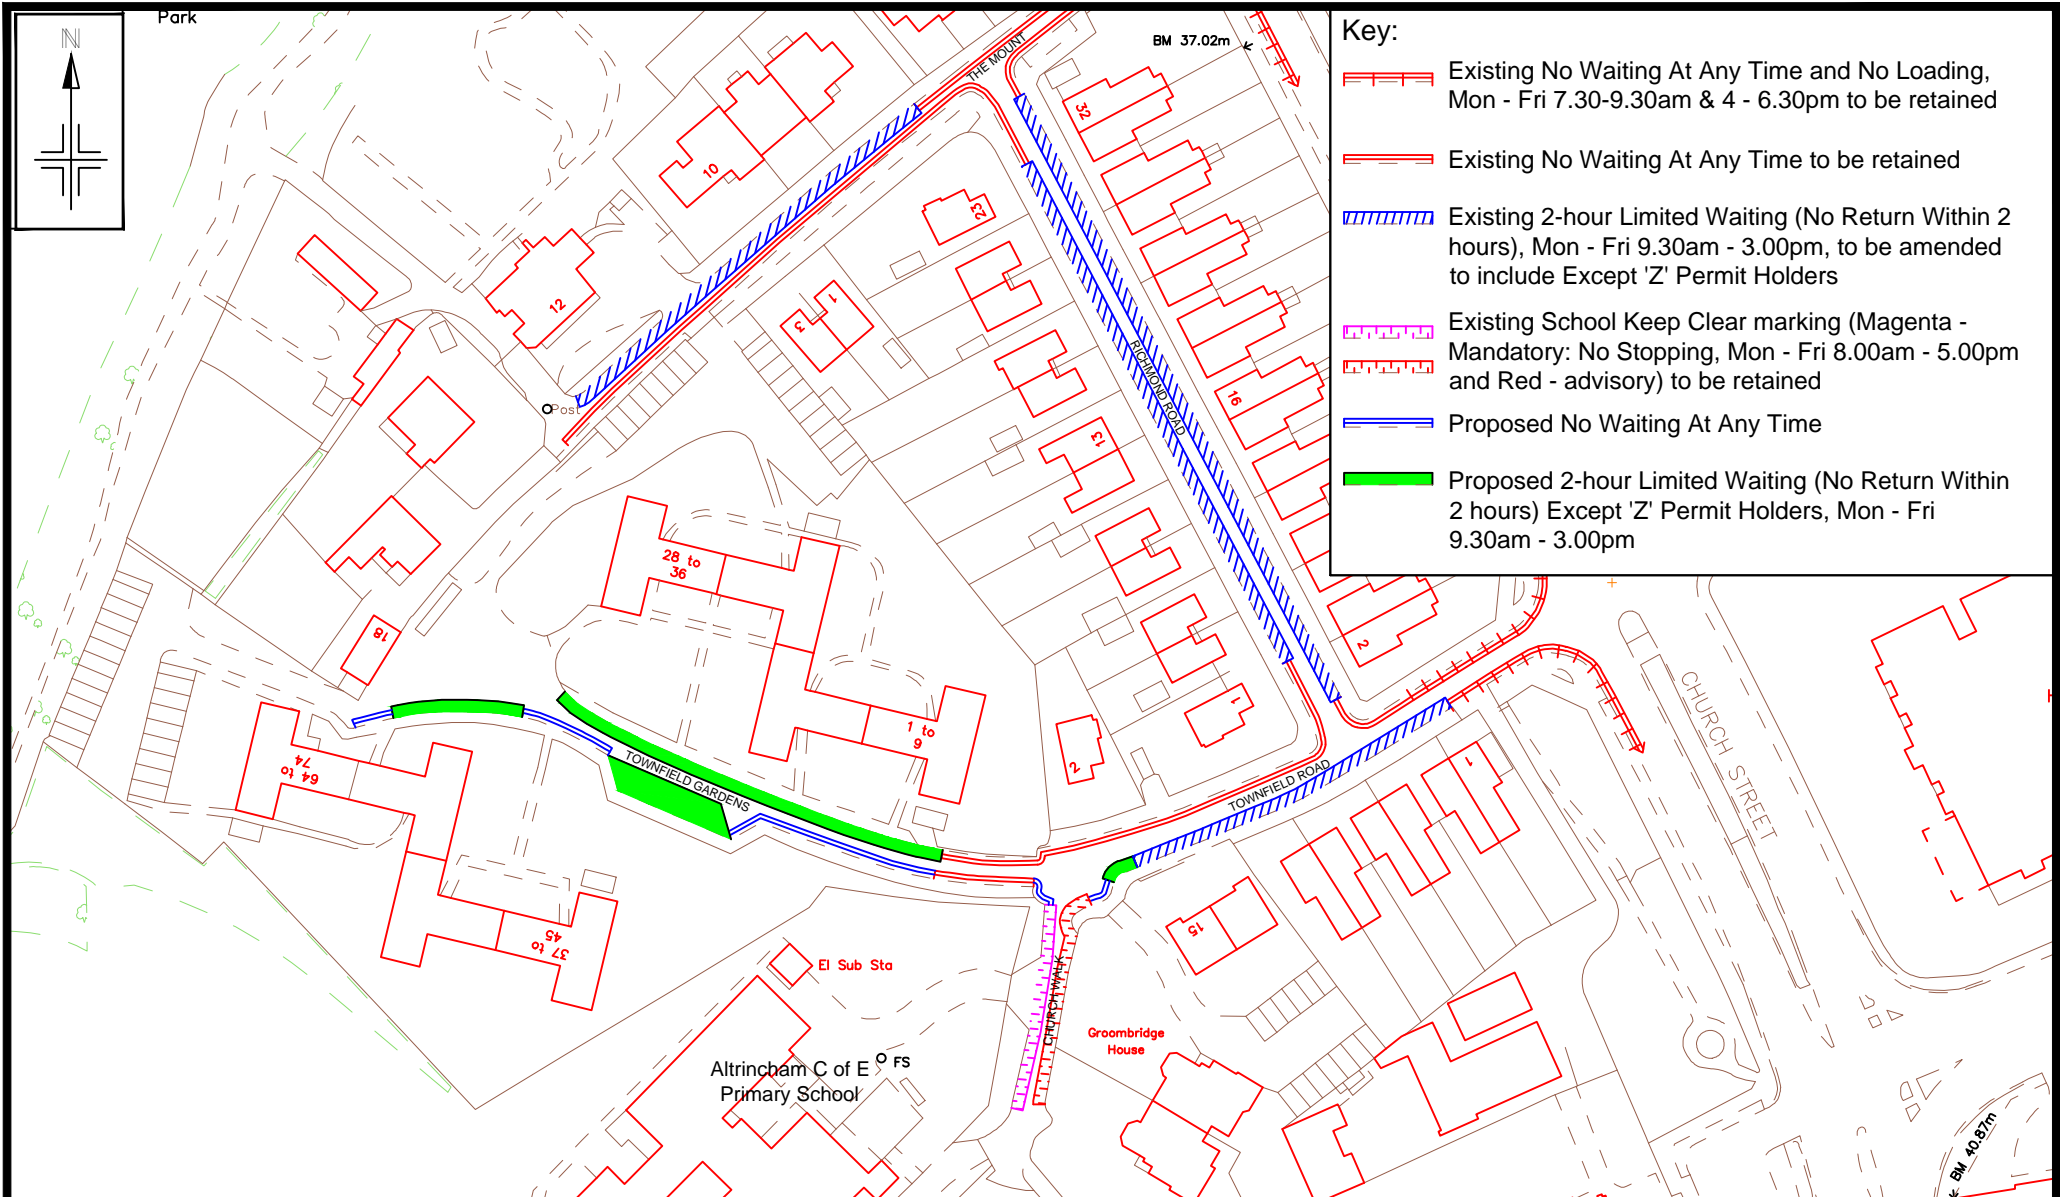 Park
N
THE MOUNT
BM 37.02m
Key:
Existing No Waiting At Any Time and No Loading,
Mon - Fri 7.30-9.30am & 4 - 6.30pm to be retained
Existing No Waiting At Any Time to be retained
Existing 2-hour Limited Waiting (No Return Within 2
hours), Mon - Fri 9.30am - 3.00pm, to be amended
to include Except 'Z' Permit Holders
Existing School Keep Clear marking (Magenta -
Mandatory: No Stopping, Mon - Fri 8.00am - 5.00pm
and Red - advisory) to be retained
Proposed No Waiting At Any Time
Proposed 2-hour Limited Waiting (No Return Within
2 hours) Except 'Z' Permit Holders, Mon - Fri
9.30am - 3.00pm
32
10
23
12
1
3
RICHMOND ROAD
16
Post
13
28 to
36
18
2
1
1 to
9
2
64 to
74
TOWNFIELD GARDENS
TOWNFIELD ROAD
1
CHURCH STREET
37 to
45
15
El Sub Sta
CHURCH WALK
Groombridge
House
Altrincham C of E
Primary School
FS
BM 40.87m